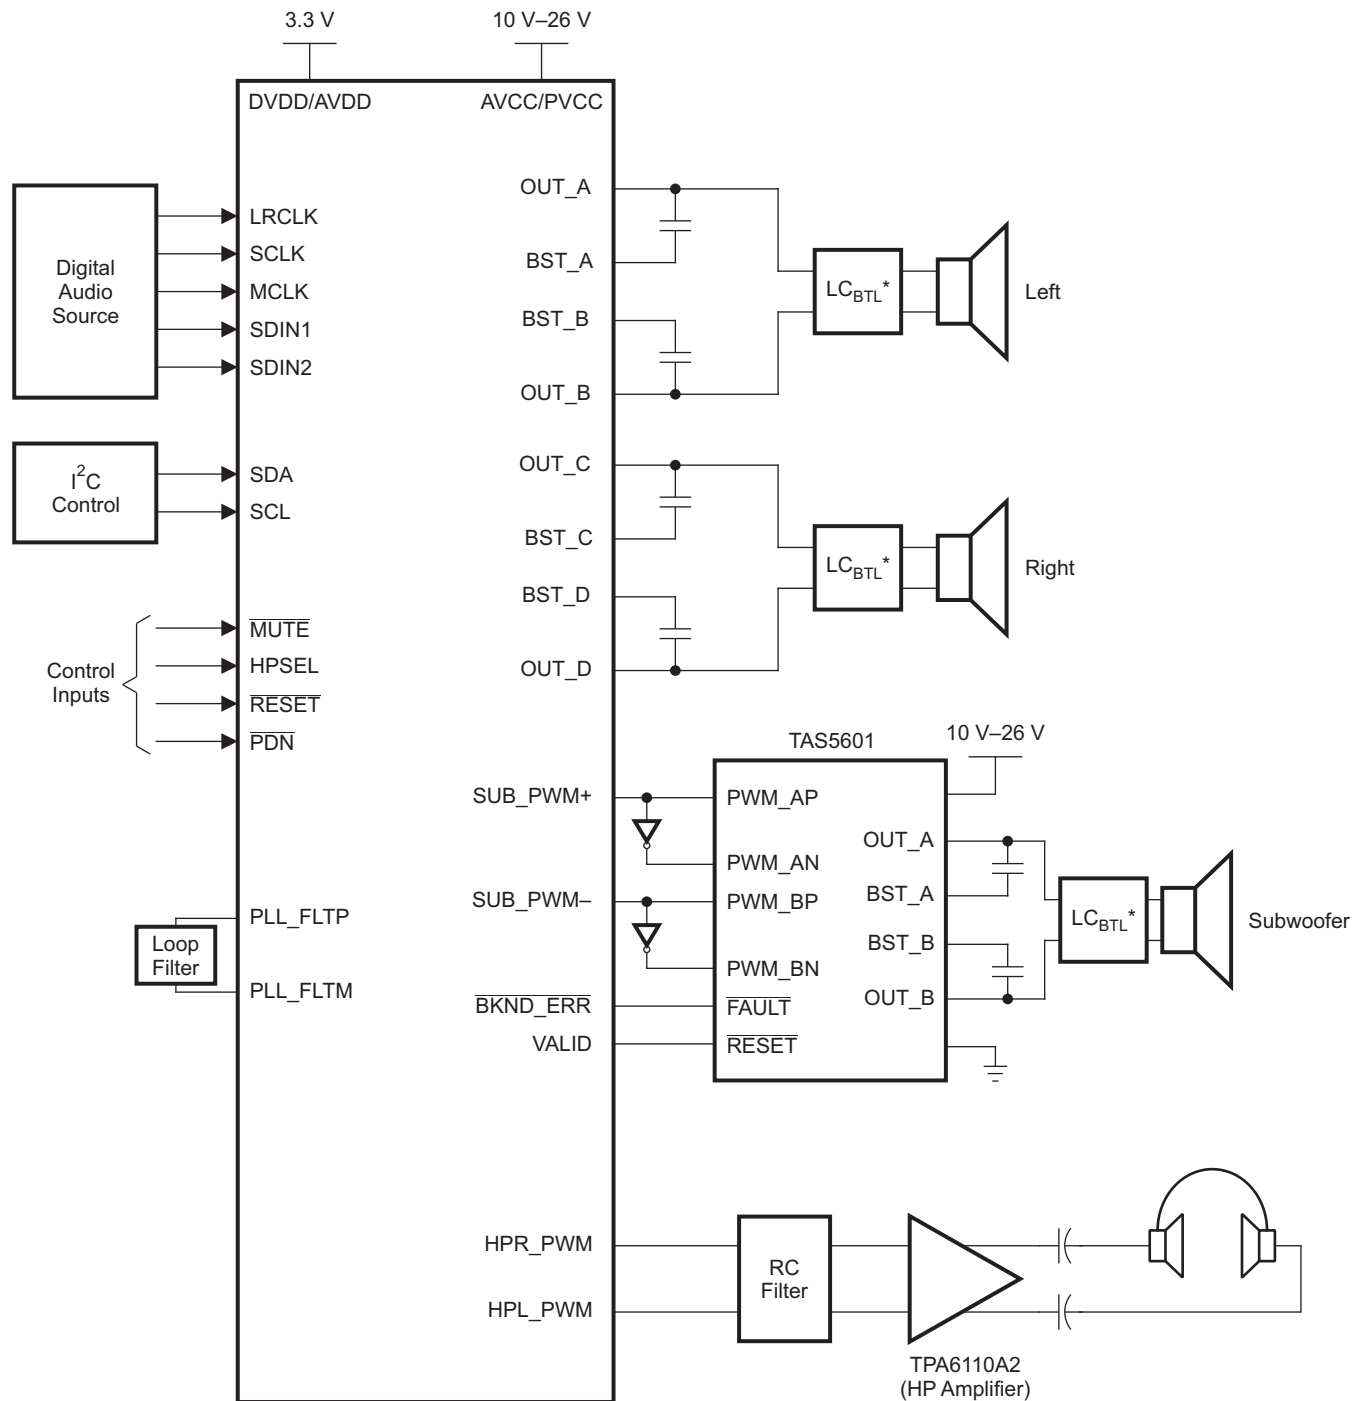 3.3 V
10 V–26 V
DVDD/AVDD
AVCC/PVCC
Digital
Audio
Source
LRCLK
SCLK
MCLK
SDIN1
SDIN2
I²C
Control
SDA
SCL
Control
Inputs
MUTE
HPSEL
RESET
PDN
Loop
Filter
PLL_FLTP
PLL_FLTM
OUT_A
BST_A
BST_B
OUT_B
LC_BTL*
Left
OUT_C
BST_C
BST_D
OUT_D
LC_BTL*
Right
SUB_PWM+
SUB_PWM–
BKND_ERR
VALID
TAS5601
10 V–26 V
PWM_AP
PWM_AN
PWM_BP
PWM_BN
FAULT
RESET
OUT_A
BST_A
BST_B
OUT_B
LC_BTL*
Subwoofer
HPR_PWM
HPL_PWM
RC
Filter
TPA6110A2
(HP Amplifier)